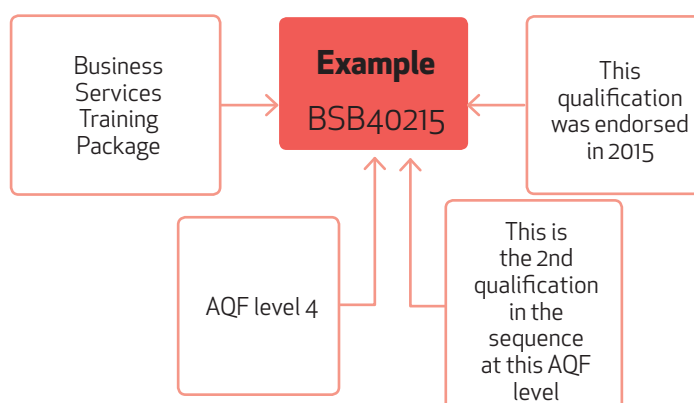 Business
Services
Training
Package
Example
BSB40215
This
qualification
was endorsed
in 2015
AQF level 4
This is
the 2nd
qualification
in the
sequence
at this AQF
level